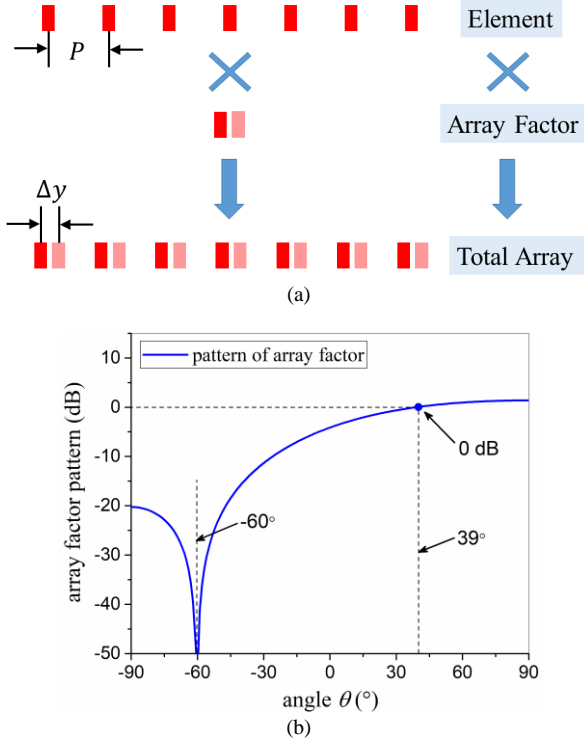 Element
P
Array Factor
Δy
Total Array
(a)
pattern of array factor
array factor pattern (dB)
10
0
-10
-20
-30
-40
-50
0 dB
-60°
39°
-90
-60
-30
0
30
60
90
angle θ (°)
(b)